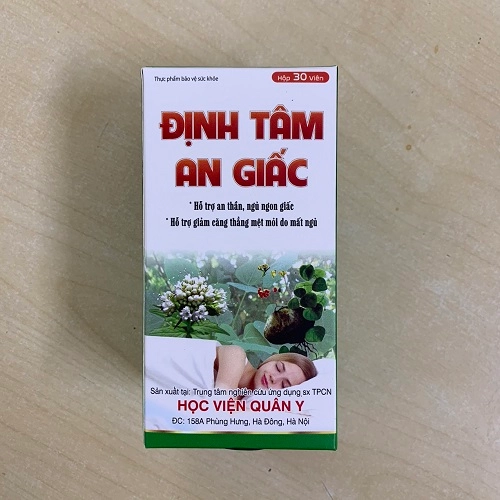 Thực phẩm bảo vệ sức khỏe
Hộp 30 Viên
ĐỊNH TÂM
AN GIẤC
* Hỗ trợ an thần, ngủ ngon giấc
* Hỗ trợ giảm căng thẳng mệt mỏi do mất ngủ
Sản xuất tại: Trung tâm nghiên cứu ứng dụng sx TPCN
HỌC VIỆN QUÂN Y
ĐC: 158A Phùng Hưng, Hà Đông, Hà Nội